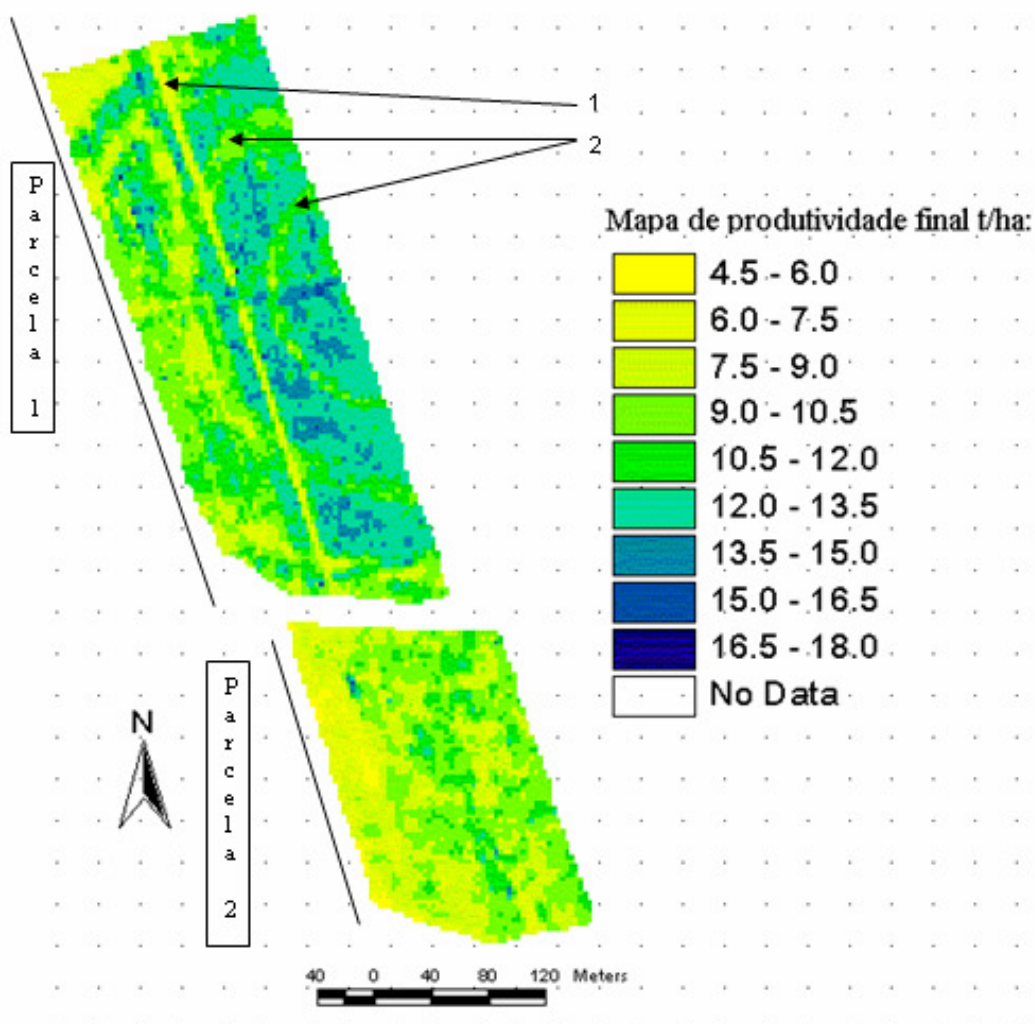 1
2
Parcela 1
Mapa de produtividade final t/ha:
4.5 - 6.0
6.0 - 7.5
7.5 - 9.0
9.0 - 10.5
10.5 - 12.0
12.0 - 13.5
13.5 - 15.0
15.0 - 16.5
16.5 - 18.0
No Data
Parcela 2
N
40 0 40 80 120 Meters